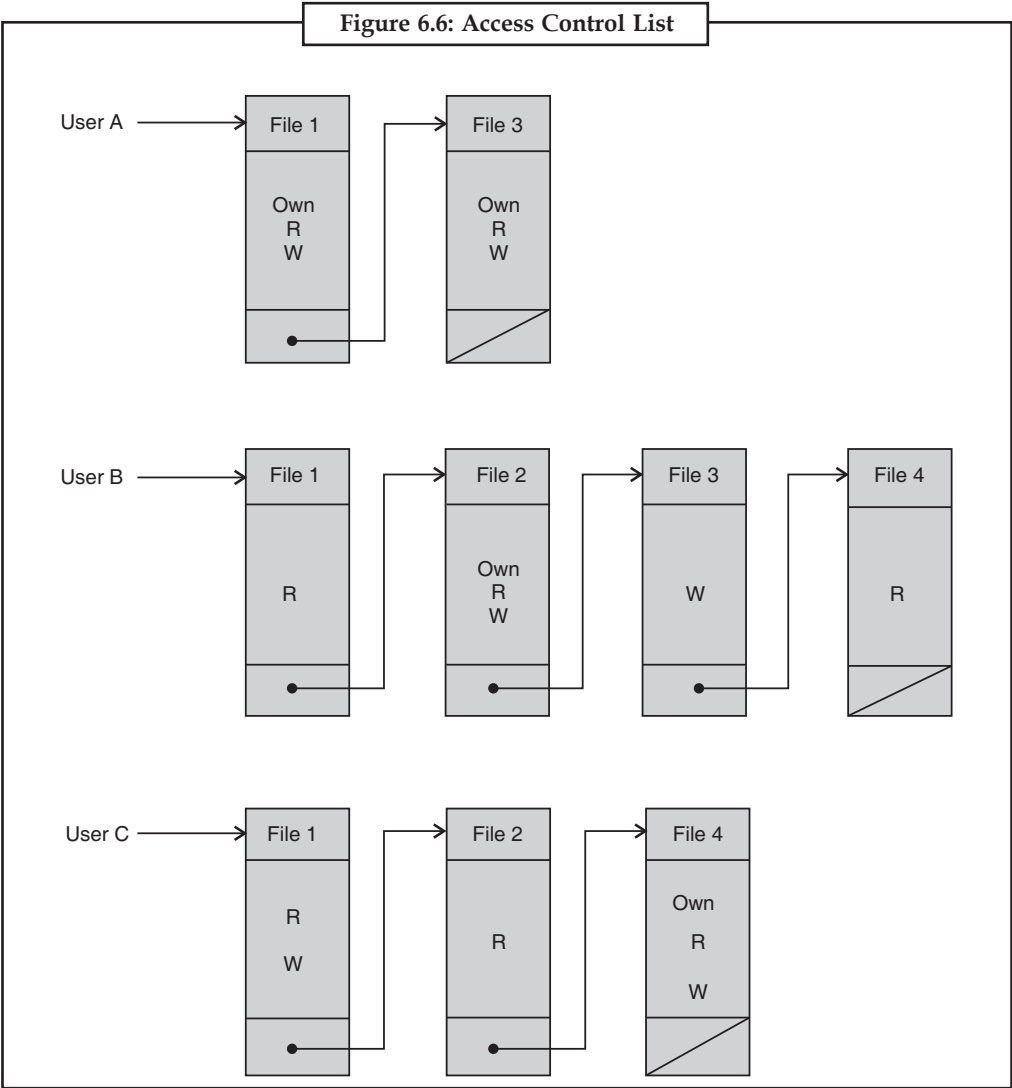 Figure 6.6: Access Control List
User A
File 1
Own
R
W
File 3
Own
R
W
User B
File 1
R
File 2
Own
R
W
File 3
W
File 4
R
User C
File 1
R
W
File 2
R
File 4
Own
R
W